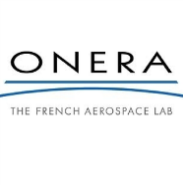 ONERA
THE FRENCH AEROSPACE LAB